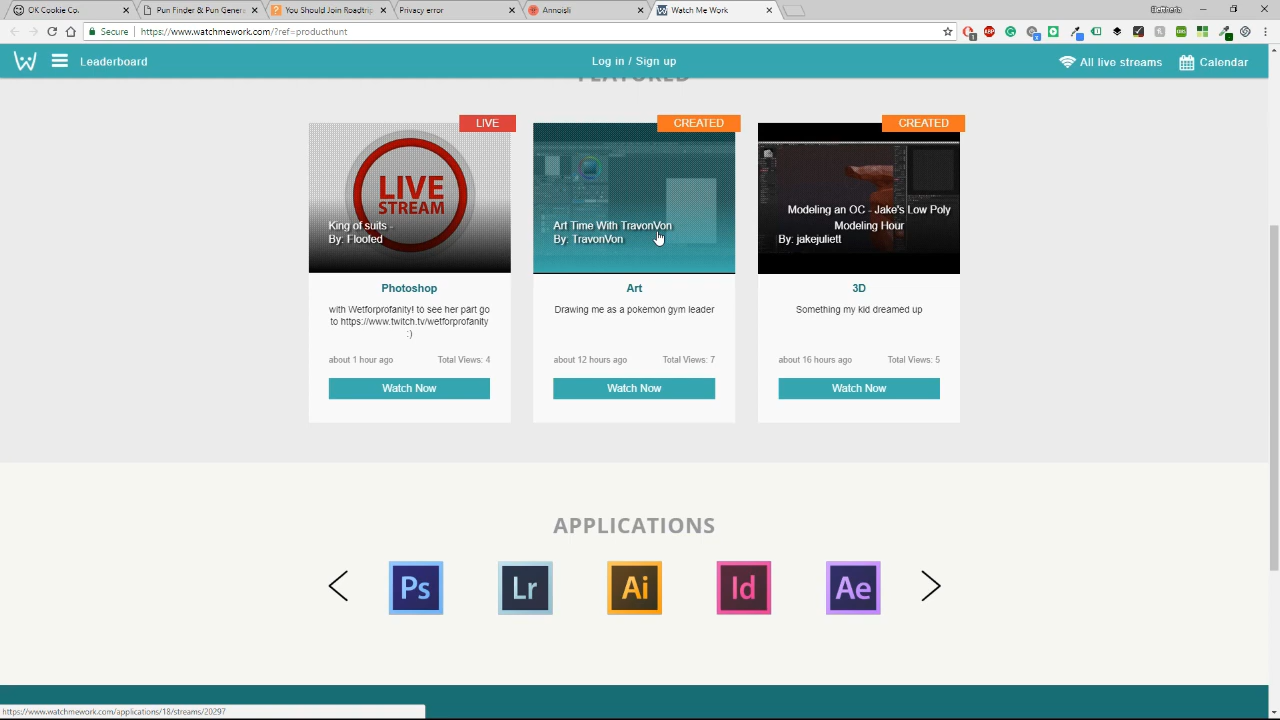 OK Cookie Co.
Pun Finder & Pun Gener
You Should Join Roadtrip
Privacy error
Annoisli
Watch Me Work
Secure
https://www.watchmework.com/?ref=producthunt
Leaderboard
Log in / Sign up
All live streams
Calendar
FEATURED
LIVE
CREATED
CREATED
LIVE
STREAM
King of suits -
By: Floofed
Art Time With TravonVon
By: TravonVon
Modeling an OC - Jake's Low Poly
Modeling Hour
By: jakejuliett
Photoshop
with Wetforprofanity! to see her part go
to https://www.twitch.tv/wetforprofanity
:)
about 1 hour ago
Total Views: 4
Watch Now
Art
Drawing me as a pokemon gym leader
about 12 hours ago
Total Views: 7
Watch Now
3D
Something my kid dreamed up
about 16 hours ago
Total Views: 5
Watch Now
APPLICATIONS
Ps
Lr
Ai
Id
Ae
https://www.watchmework.com/applications/18/streams/20297